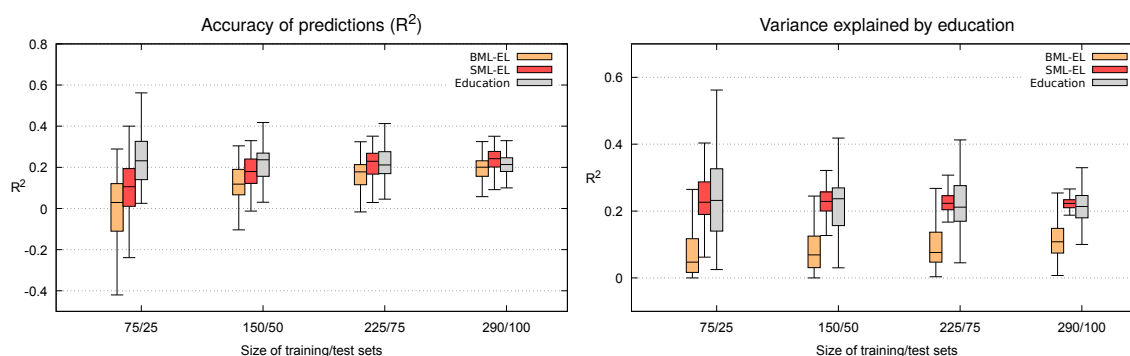 Accuracy of predictions (R²)
0.8
0.6
0.4
0.2
0
-0.2
-0.4
R²
BML-EL
SML-EL
Education
75/25
150/50
225/75
290/100
Size of training/test sets
Variance explained by education
0.6
0.4
0.2
0
R²
BML-EL
SML-EL
Education
75/25
150/50
225/75
290/100
Size of training/test sets